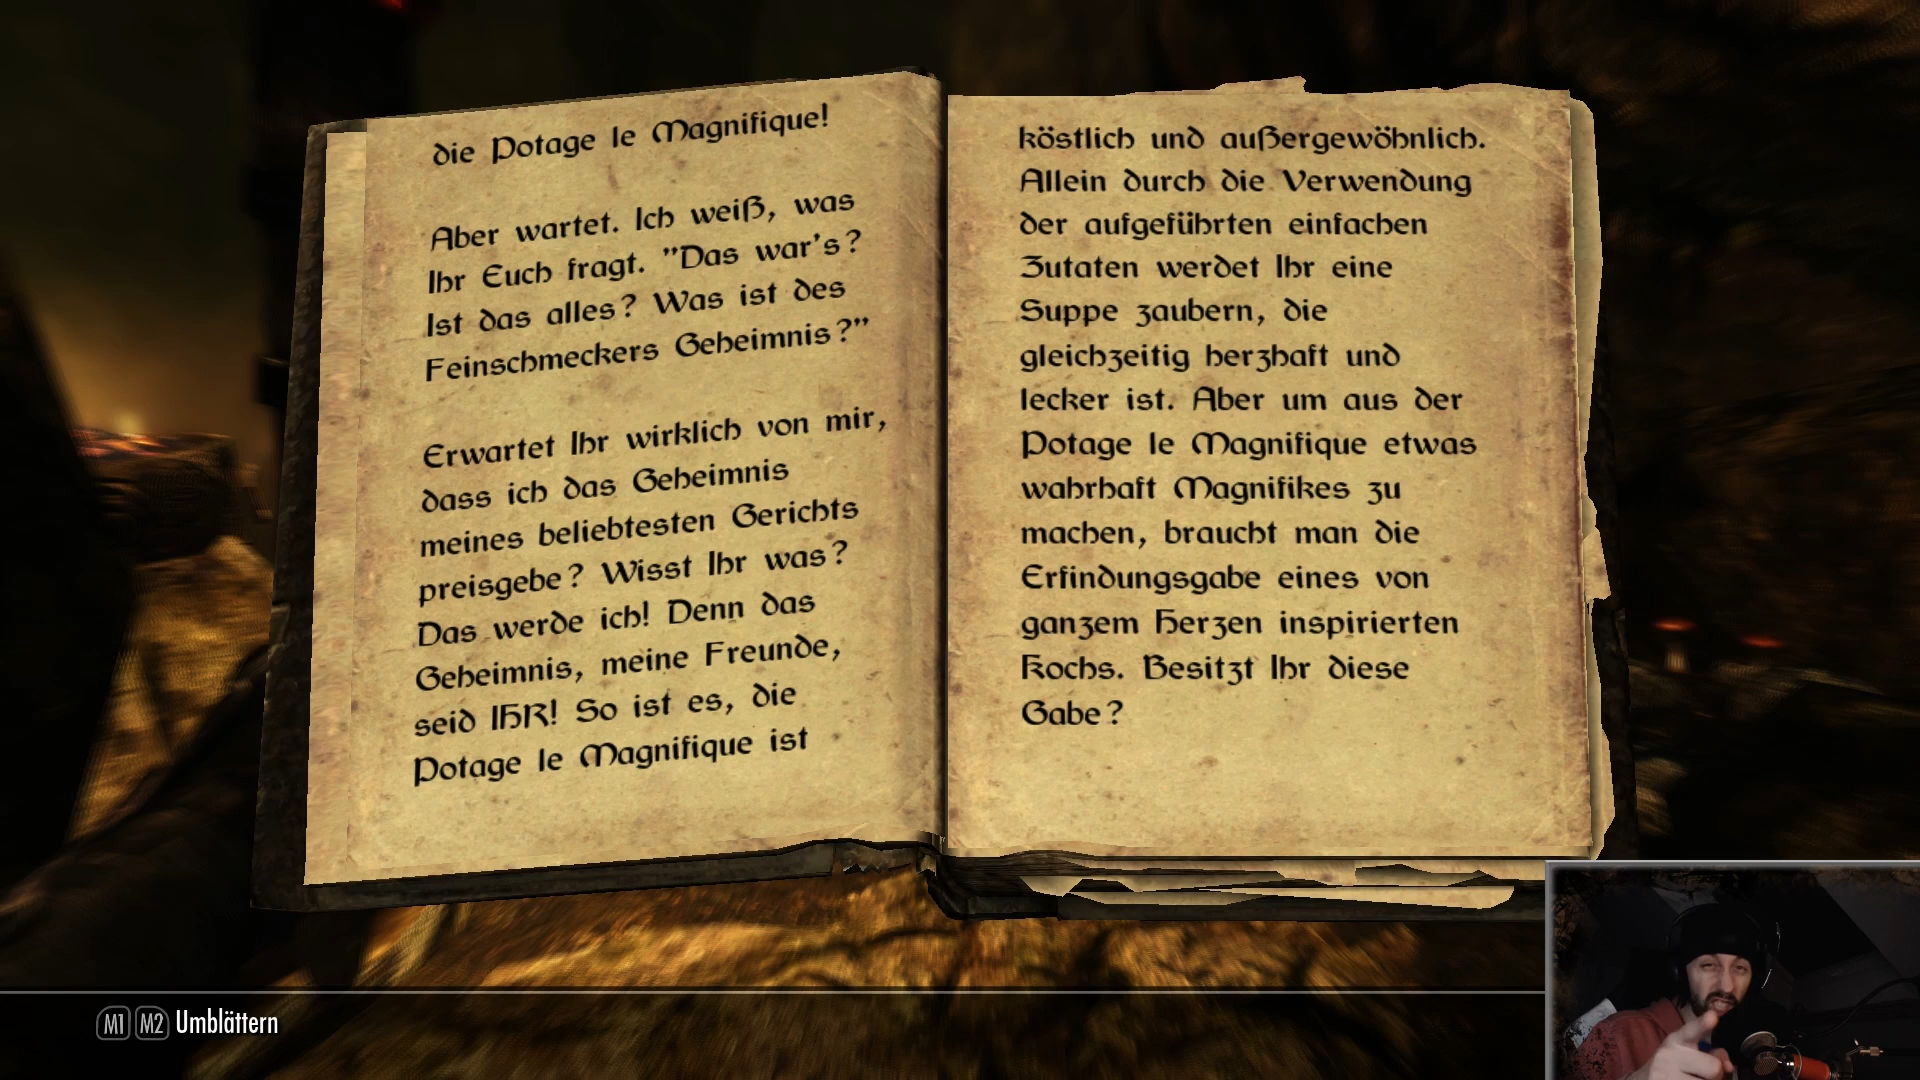 die Potage le Magnifique!
Aber wartet. Ich weiß, was
Ihr Euch fragt. "Das war's?
Ist das alles? Was ist des
Feinschmeckers Geheimnis?"
Erwartet Ihr wirklich von mir,
dass ich das Geheimnis
meines beliebtesten Gerichts
preisgebe? Wisst Ihr was?
Das werde ich! Denn das
Geheimnis, meine Freunde,
seid IHR! So ist es, die
Potage le Magnifique ist
köstlich und außergewöhnlich.
Allein durch die Verwendung
der aufgeführten einfachen
Zutaten werdet Ihr eine
Suppe zaubern, die
gleichzeitig herzhaft und
lecker ist. Aber um aus der
Potage le Magnifique etwas
wahrhaft Magnifikes zu
machen, braucht man die
Erfindungsgabe eines von
ganzem Herzen inspirierten
Kochs. Besitzt Ihr diese
Gabe?
M1 M2 Umblättern